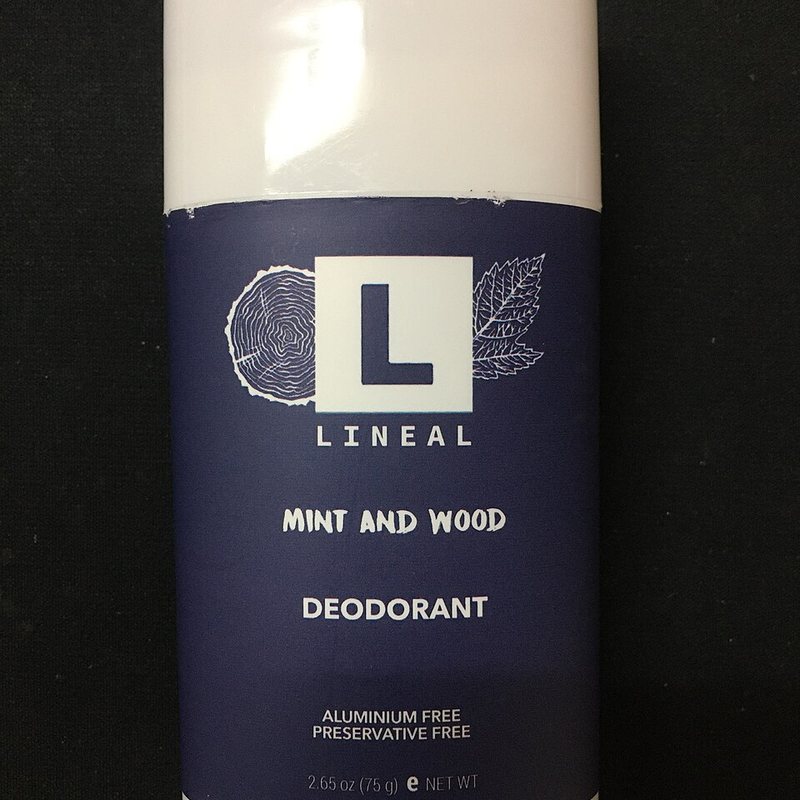 L
LINEAL
MINT AND WOOD
DEODORANT
ALUMINIUM FREE
PRESERVATIVE FREE
2.65 oz (75 g) e NET WT